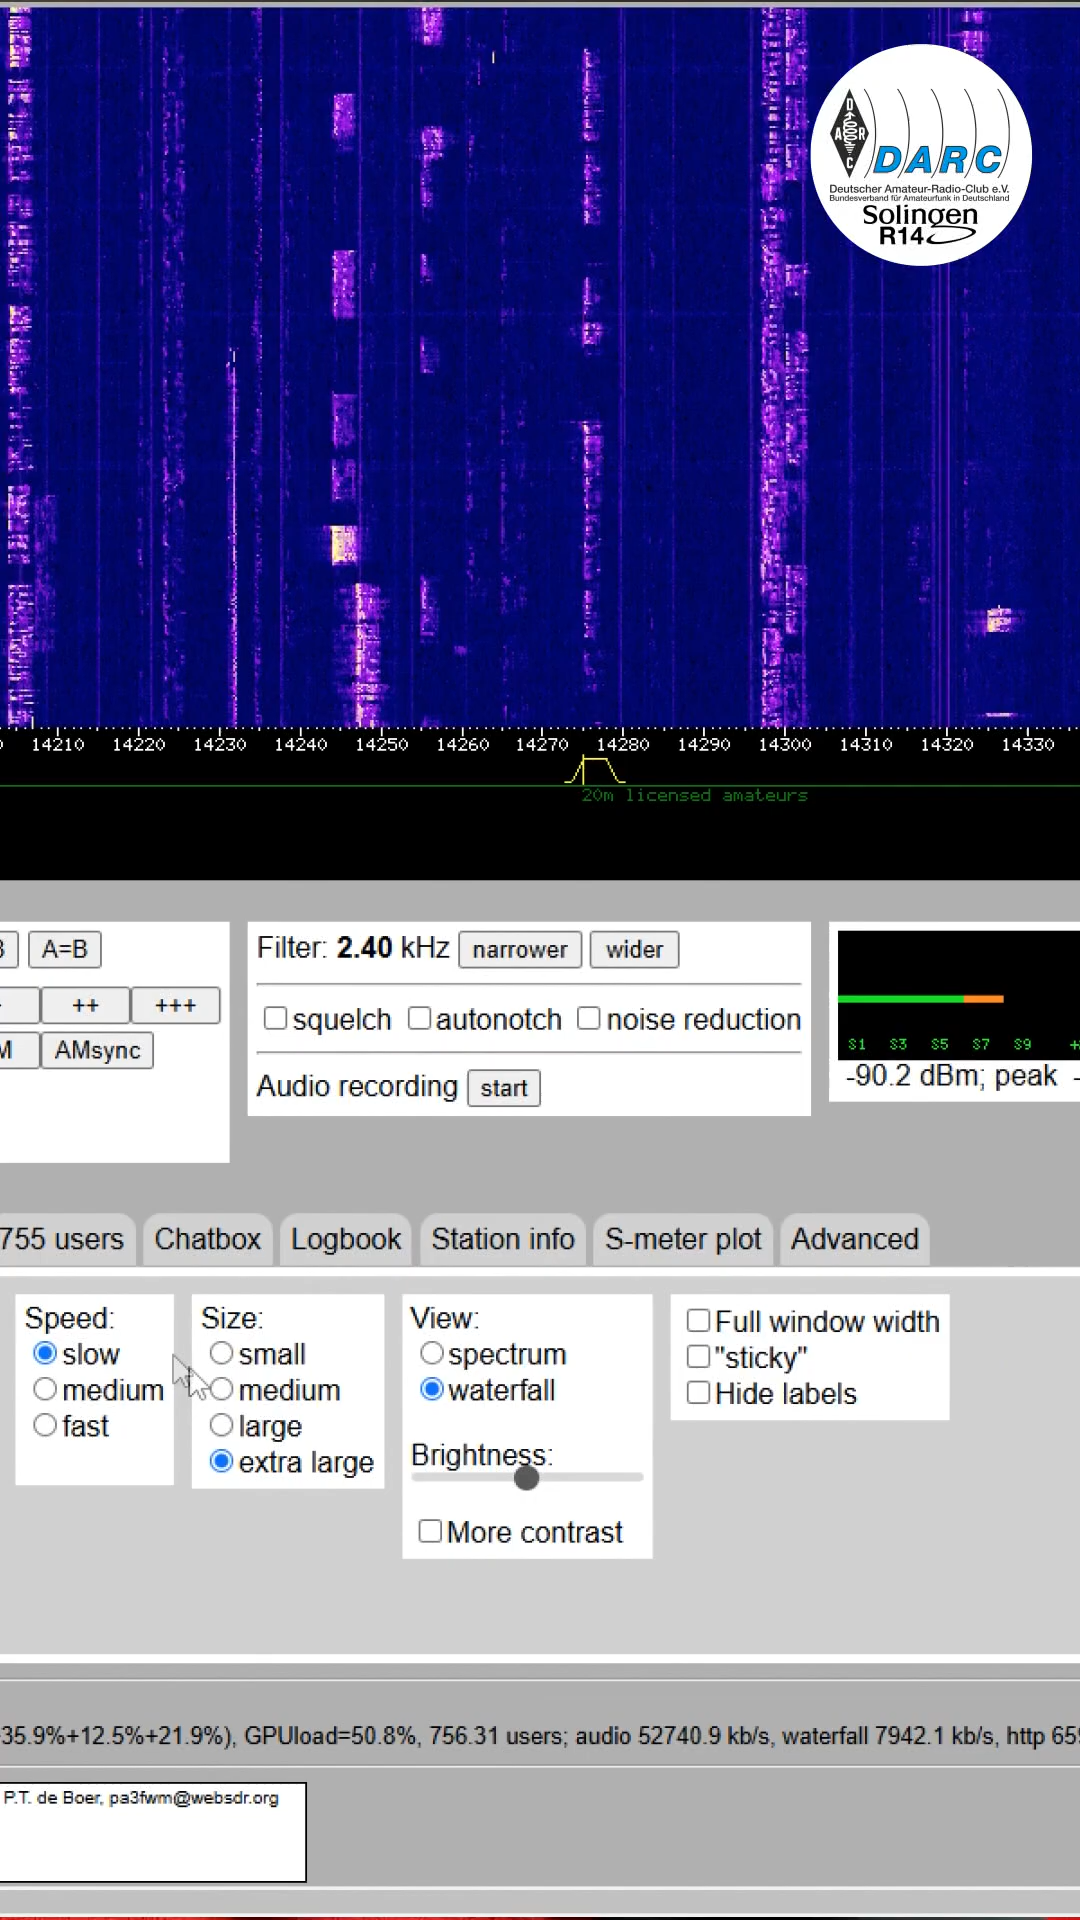 D
A R
C
DARC
Deutscher Amateur-Radio-Club e.V.
Bundesverband für Amateurfunk in Deutschland
Solingen
R14
14210 14220 14230 14240 14250 14260 14270 14280 14290 14300 14310 14320 14330
20m licensed amateurs
A=B
++ +++
AMsync
Filter: 2.40 kHz narrower wider
squelch autonotch noise reduction
Audio recording start
S1 S3 S5 S7 S9
-90.2 dBm; peak -
755 users Chatbox Logbook Station info S-meter plot Advanced
Speed:
slow
medium
fast
Size:
small
medium
large
extra large
View:
spectrum
waterfall
Brightness:
More contrast
Full window width
"sticky"
Hide labels
35.9%+12.5%+21.9%), GPUload=50.8%, 756.31 users; audio 52740.9 kb/s, waterfall 7942.1 kb/s, http
P.T. de Boer, pa3fwm@websdr.org